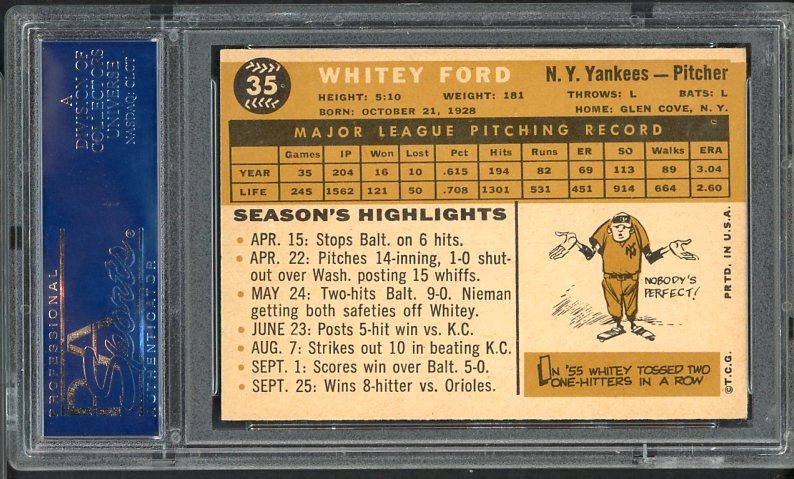 A
DIVISION OF
COLLECTORS
UNIVERSE
NASDAQ: CLCT
PROFESSIONAL
PSA
Sports®
AUTHENTICATOR
35
WHITEY FORD
N. Y. Yankees — Pitcher
HEIGHT: 5:10 WEIGHT: 181 THROWS: L BATS: L
BORN: OCTOBER 21, 1928 HOME: GLEN COVE, N. Y.
MAJOR LEAGUE PITCHING RECORD
Games IP Won Lost Pct Hits Runs ER SO Walks ERA
YEAR 35 204 16 10 .615 194 82 69 113 89 3.04
LIFE 245 1562 121 50 .708 1301 531 451 914 664 2.60
SEASON'S HIGHLIGHTS
• APR. 15: Stops Balt. on 6 hits.
• APR. 22: Pitches 14-inning, 1-0 shut-
out over Wash. posting 15 whiffs.
• MAY 24: Two-hits Balt. 9-0. Nieman
getting both safeties off Whitey.
• JUNE 23: Posts 5-hit win vs. K.C.
• AUG. 7: Strikes out 10 in beating K.C.
• SEPT. 1: Scores win over Balt. 5-0.
• SEPT. 25: Wins 8-hitter vs. Orioles.
NY
NOBODY'S
PERFECT!
IN '55 WHITEY TOSSED TWO
ONE-HITTERS IN A ROW
©T.C.G. PRTD. IN U.S.A.